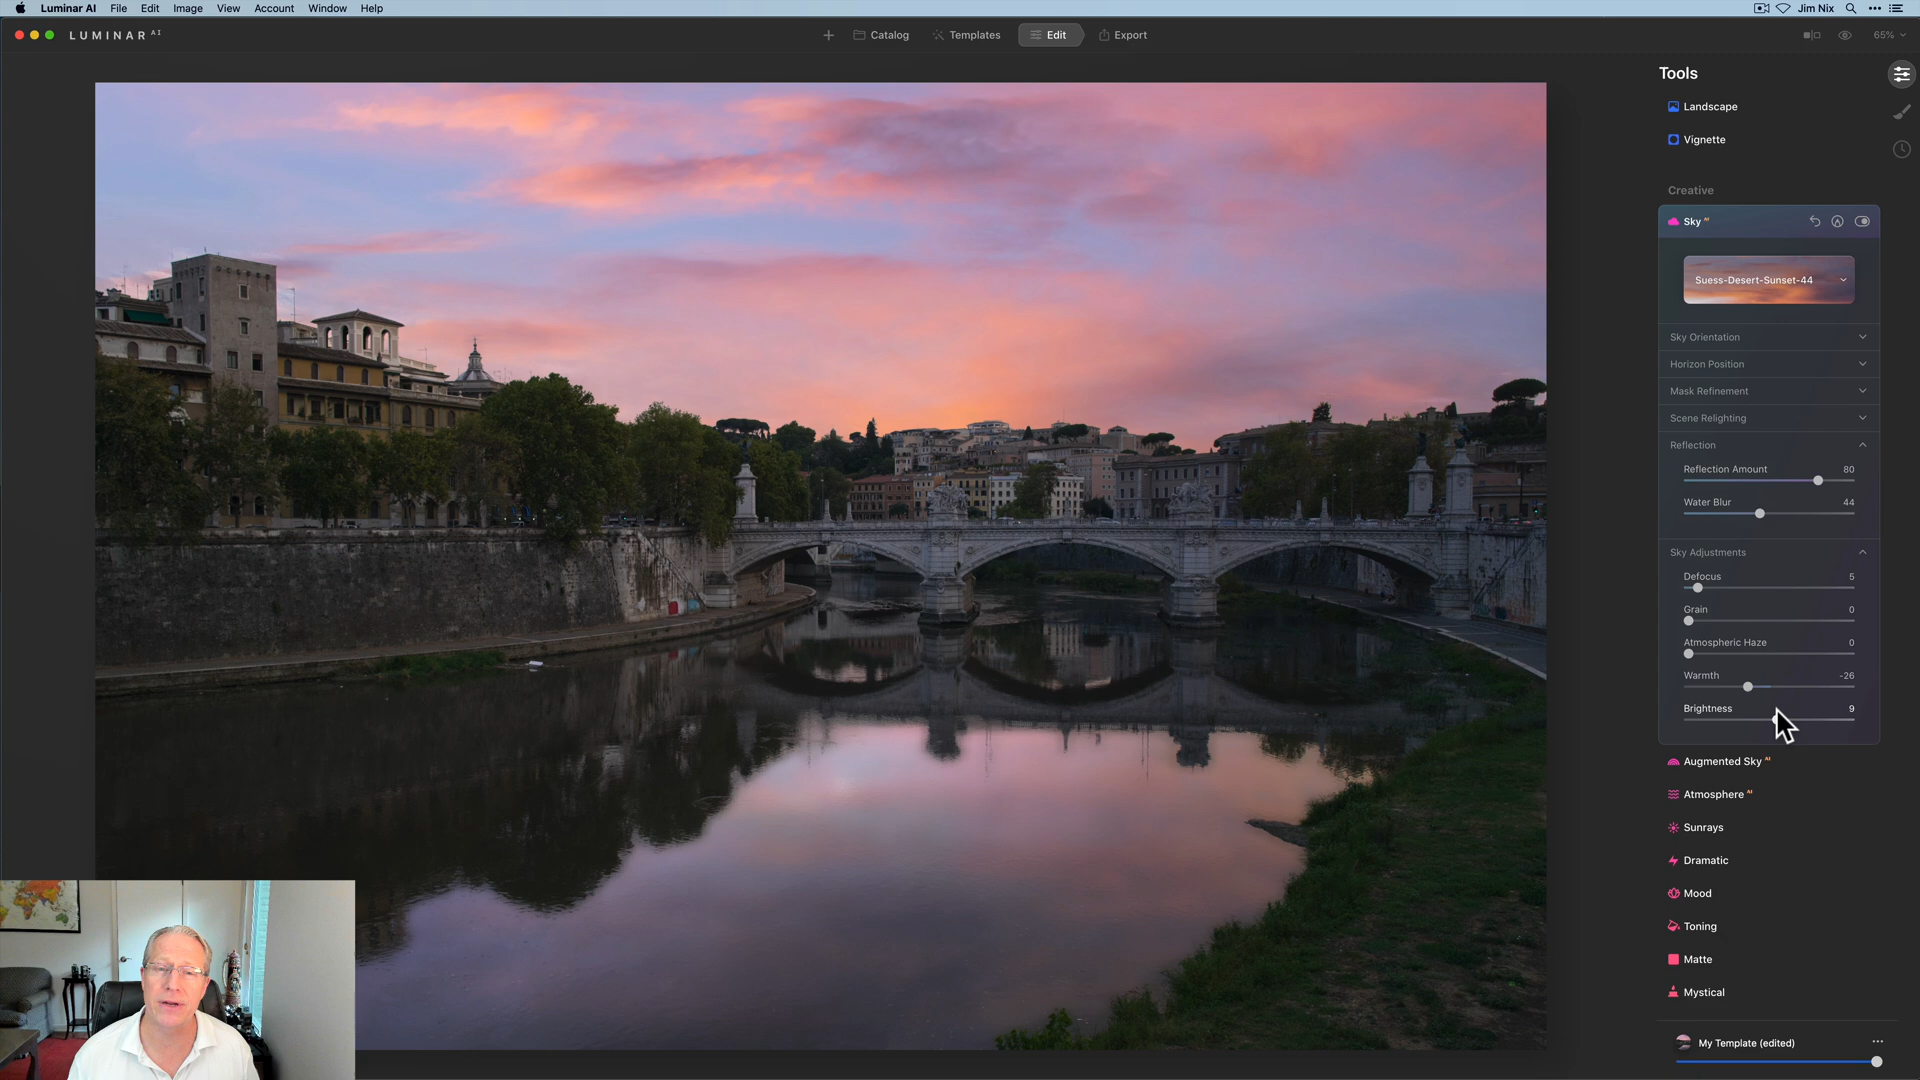 Luminar AI File Edit Image View Account Window Help Jim Nix
LUMINAR AI
Catalog Templates Edit Export 65%
Tools
Landscape
Vignette
Creative
Sky AI
Suess-Desert-Sunset-44
Sky Orientation
Horizon Position
Mask Refinement
Scene Relighting
Reflection
Reflection Amount 80
Water Blur 44
Sky Adjustments
Defocus 5
Grain 0
Atmospheric Haze 0
Warmth -26
Brightness 9
Augmented Sky AI
Atmosphere AI
Sunrays
Dramatic
Mood
Toning
Matte
Mystical
My Template (edited)